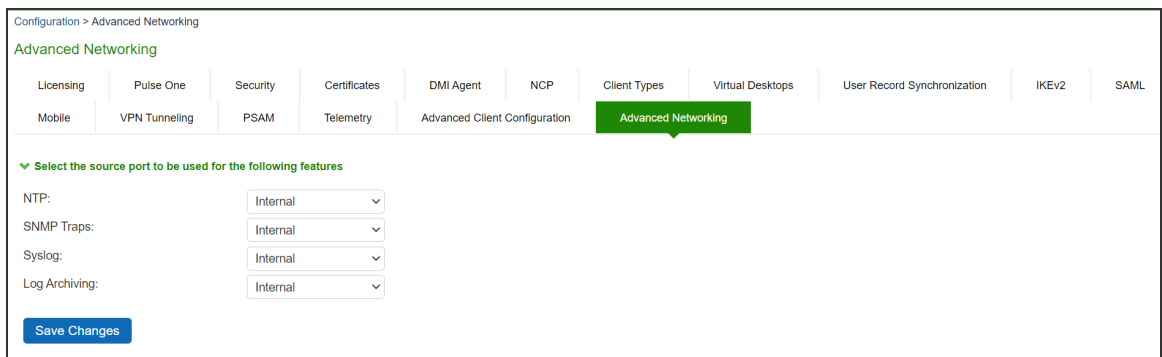 Configuration > Advanced Networking
Advanced Networking
Licensing Pulse One Security Certificates DMI Agent NCP Client Types Virtual Desktops User Record Synchronization IKEv2 SAML
Mobile VPN Tunneling PSAM Telemetry Advanced Client Configuration Advanced Networking
Select the source port to be used for the following features
NTP: Internal
SNMP Traps: Internal
Syslog: Internal
Log Archiving: Internal
Save Changes